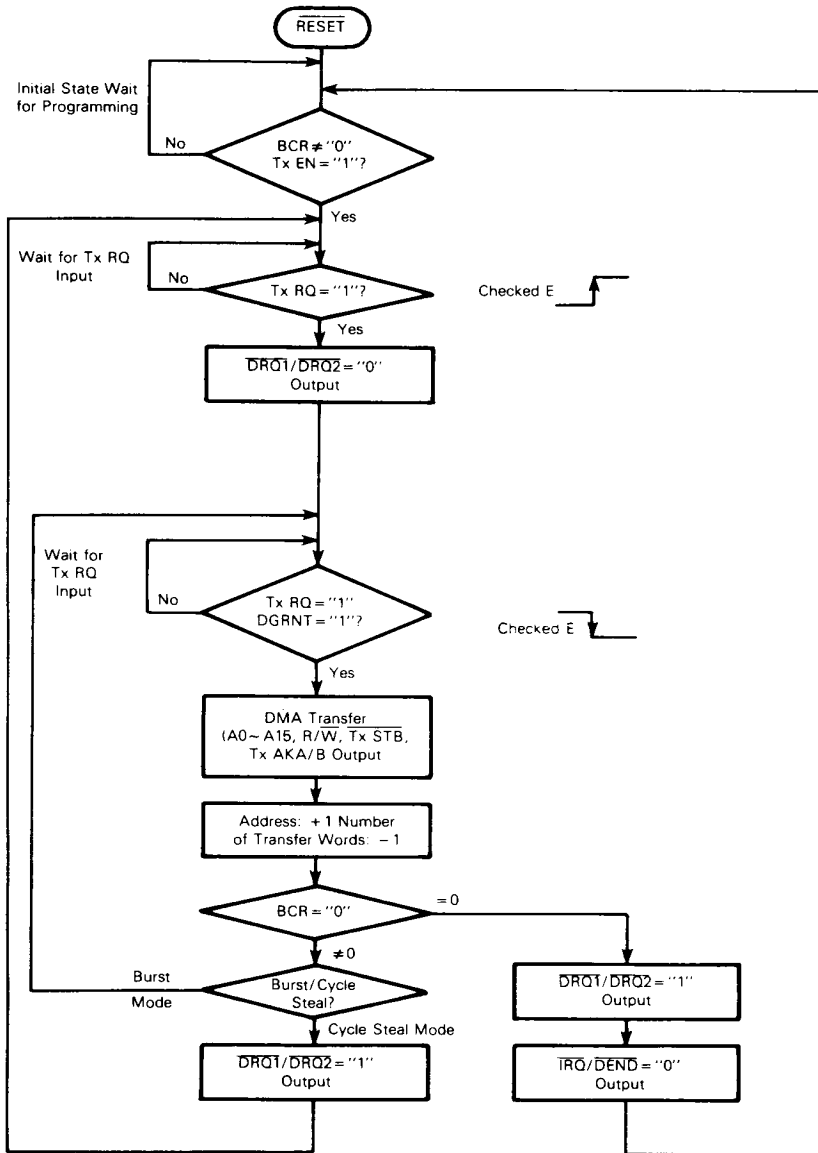 RESET
Initial State Wait
for Programming
No
BCR ≠ "0"
Tx EN = "1"?
Yes
Wait for Tx RQ
Input
No
Tx RQ = "1"?
Checked E
Yes
DRQ1/DRQ2 = "0"
Output
Wait for
Tx RQ
Input
No
Tx RQ = "1"
DGRNT = "1"?
Checked E
Yes
DMA Transfer
(A0~A15, R/W, Tx STB,
Tx AKA/B Output
Address: +1 Number
of Transfer Words: −1
BCR = "0"
=0
≠0
Burst
Mode
Burst/Cycle
Steal?
Cycle Steal Mode
DRQ1/DRQ2 = "1"
Output
DRQ1/DRQ2 = "1"
Output
IRQ/DEND = "0"
Output